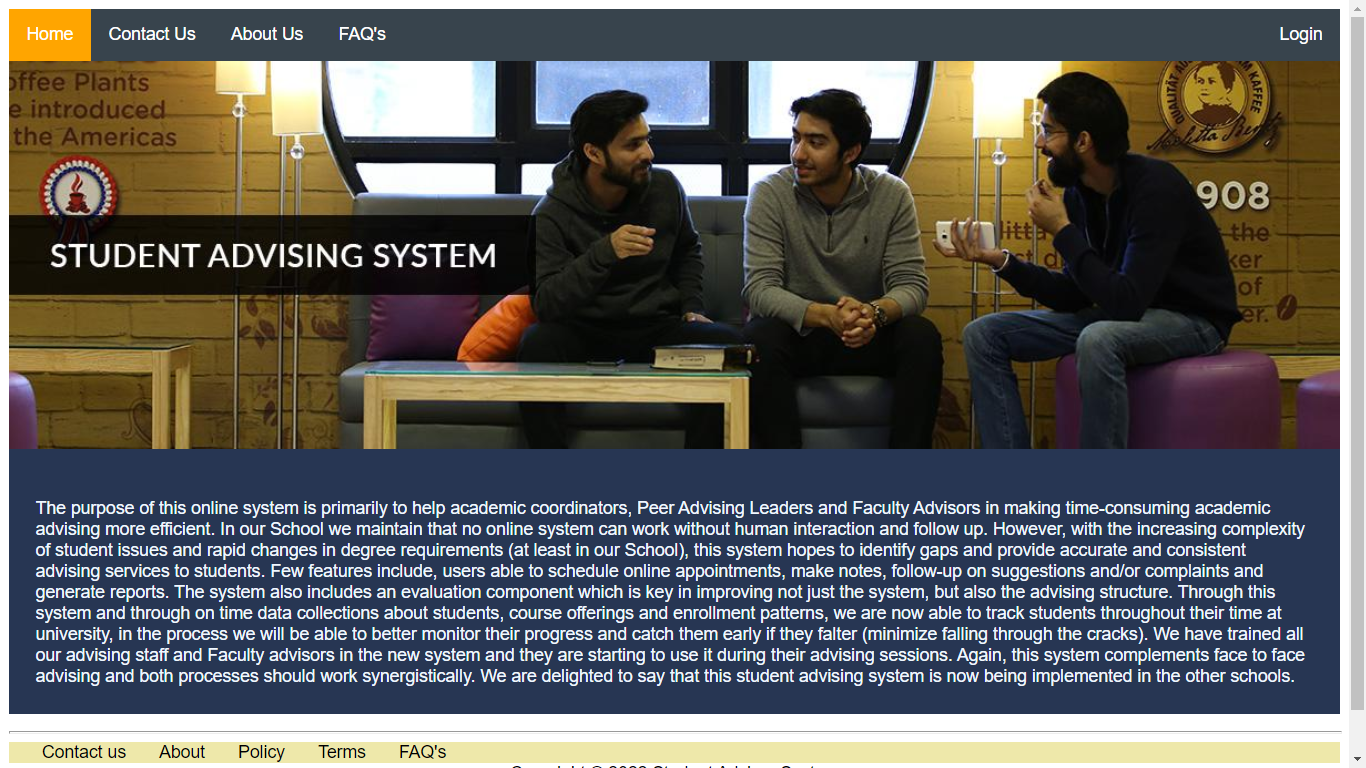 Home Contact Us About Us FAQ's Login
offee Plants
e introduced
the Americas
QUALITÄT AU
M KAFFEE
1908
litta
the
ct di
ker
of
er.
STUDENT ADVISING SYSTEM
The purpose of this online system is primarily to help academic coordinators, Peer Advising Leaders and Faculty Advisors in making time-consuming academic
advising more efficient. In our School we maintain that no online system can work without human interaction and follow up. However, with the increasing complexity
of student issues and rapid changes in degree requirements (at least in our School), this system hopes to identify gaps and provide accurate and consistent
advising services to students. Few features include, users able to schedule online appointments, make notes, follow-up on suggestions and/or complaints and
generate reports. The system also includes an evaluation component which is key in improving not just the system, but also the advising structure. Through this
system and through on time data collections about students, course offerings and enrollment patterns, we are now able to track students throughout their time at
university, in the process we will be able to better monitor their progress and catch them early if they falter (minimize falling through the cracks). We have trained all
our advising staff and Faculty advisors in the new system and they are starting to use it during their advising sessions. Again, this system complements face to face
advising and both processes should work synergistically. We are delighted to say that this student advising system is now being implemented in the other schools.
Contact us About Policy Terms FAQ's